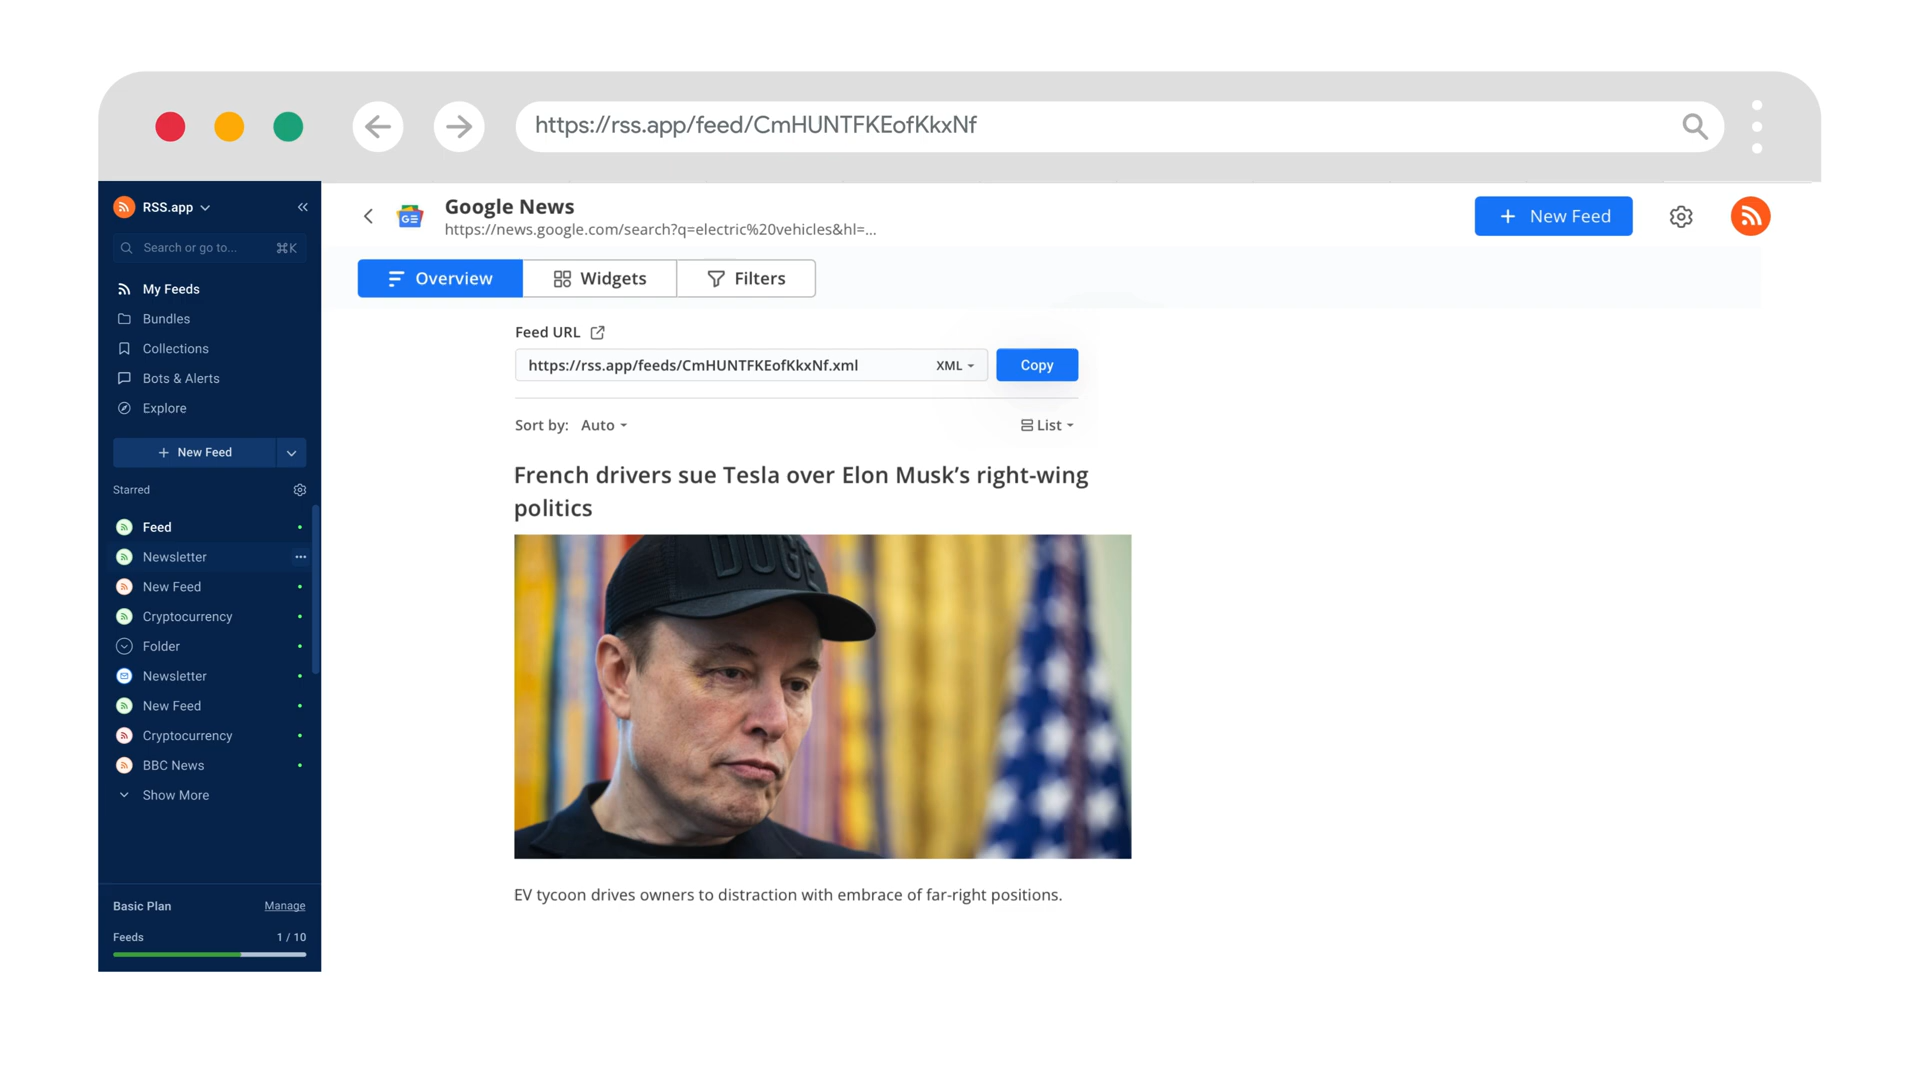 https://rss.app/feed/CmHUNTFKEofKkxNf
RSS.app
Search or go to...
⌘K
My Feeds
Bundles
Collections
Bots & Alerts
Explore
+ New Feed
Starred
Feed
Newsletter
New Feed
Cryptocurrency
Folder
Newsletter
New Feed
Cryptocurrency
BBC News
Show More
Basic Plan
Manage
Feeds
1 / 10
GE
Google News
https://news.google.com/search?q=electric%20vehicles&hl=...
+ New Feed
Overview
Widgets
Filters
Feed URL
https://rss.app/feeds/CmHUNTFKEofKkxNf.xml
XML
Copy
Sort by: Auto
List
French drivers sue Tesla over Elon Musk’s right-wing
politics
DOGE
EV tycoon drives owners to distraction with embrace of far-right positions.